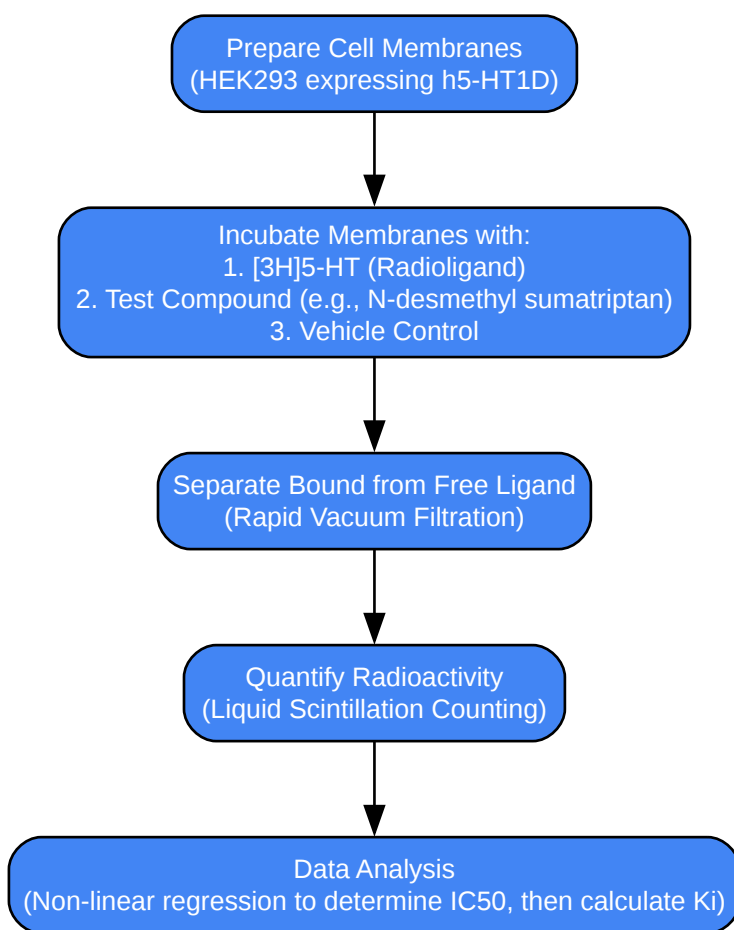 Prepare Cell Membranes
(HEK293 expressing h5-HT1D)
Incubate Membranes with:
1. [3H]5-HT (Radioligand)
2. Test Compound (e.g., N-desmethyl sumatriptan)
3. Vehicle Control
Separate Bound from Free Ligand
(Rapid Vacuum Filtration)
Quantify Radioactivity
(Liquid Scintillation Counting)
Data Analysis
(Non-linear regression to determine IC50, then calculate Ki)